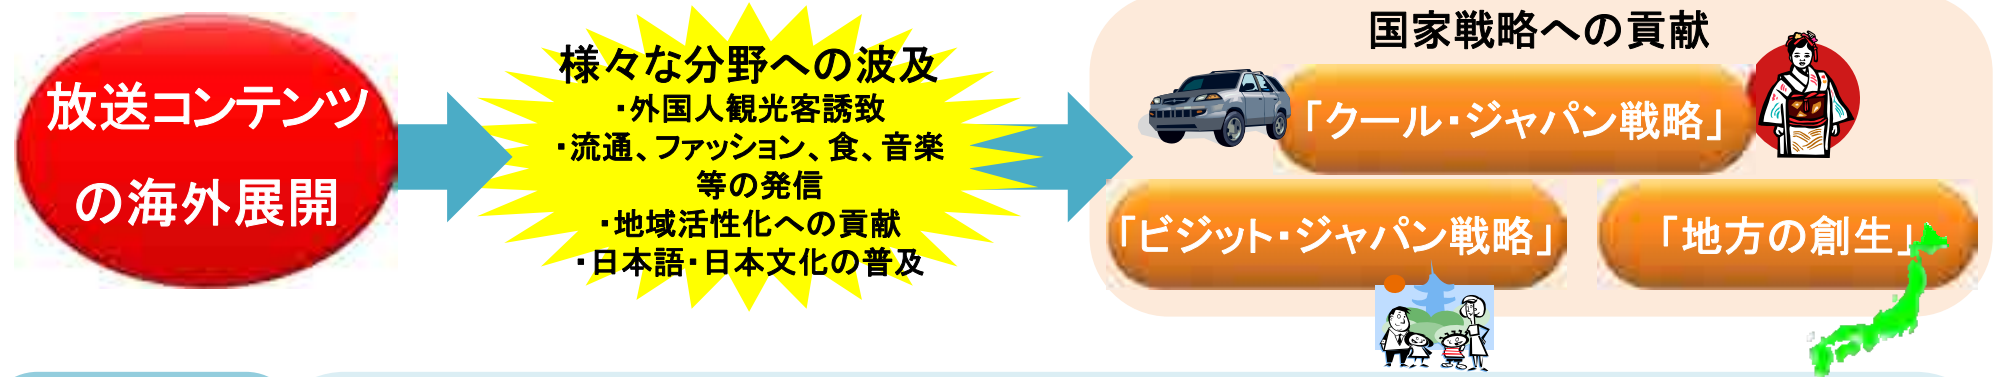 放送コンテンツ
の海外展開
様々な分野への波及
・外国人観光客誘致
・流通、ファッション、食、音楽
等の発信
・地域活性化への貢献
・日本語・日本文化の普及
国家戦略への貢献
「クール・ジャパン戦略」
「ビジット・ジャパン戦略」
「地方の創生」